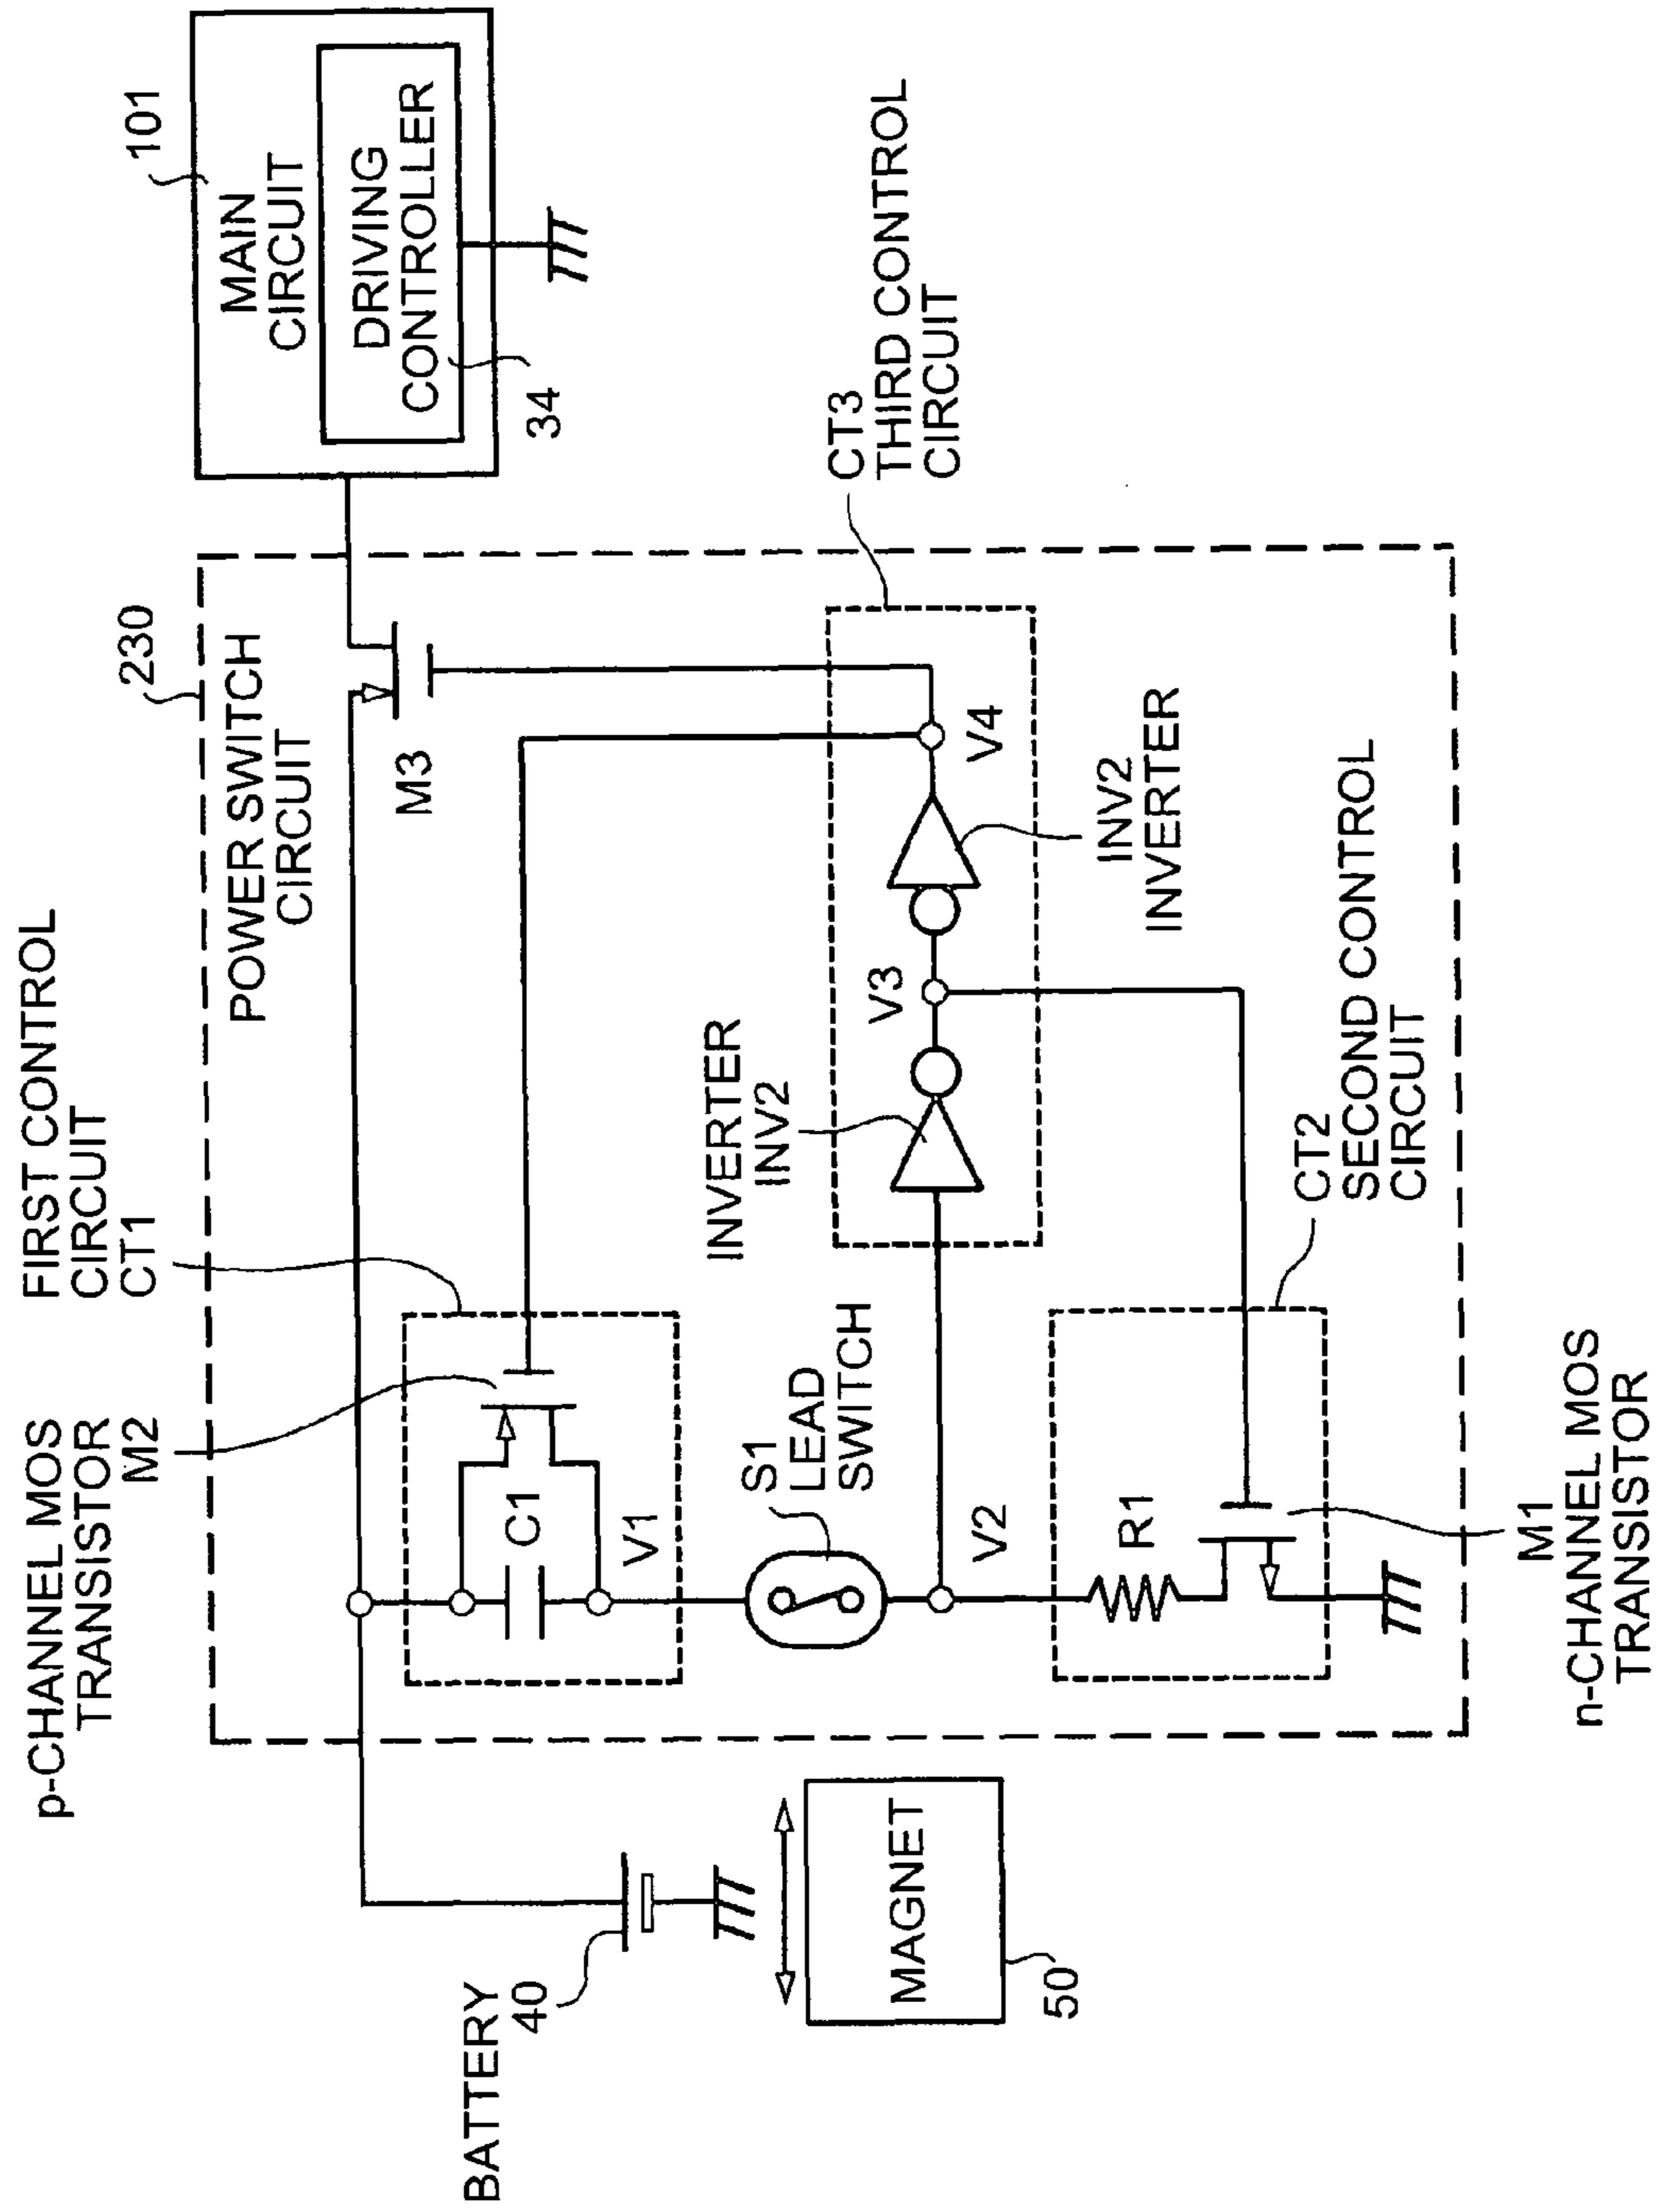 BATTERY
40
MAGNET
50
p-CHANNEL MOS
TRANSISTOR
M2
FIRST CONTROL
CIRCUIT
CT1
230
POWER SWITCH
CIRCUIT
101
MAIN
CIRCUIT
DRIVING
CONTROLLER
34
M3
C1
V1
S1
LEAD
SWITCH
V2
R1
M1
n-CHANNEL MOS
TRANSISTOR
INVERTER
INV2
V3
V4
INV2
INVERTER
CT3
THIRD CONTROL
CIRCUIT
CT2
SECOND CONTROL
CIRCUIT